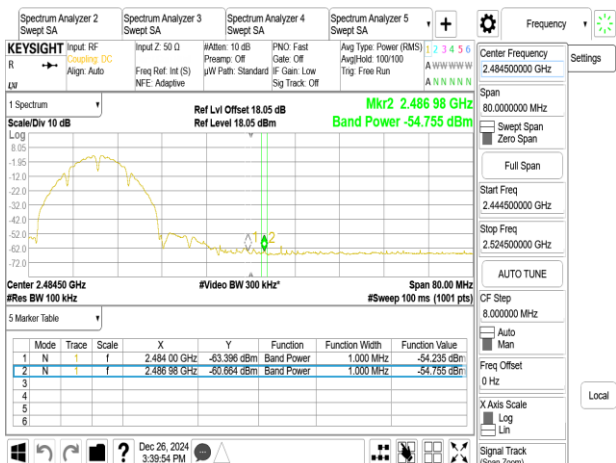 Spectrum Analyzer 2
Swept SA
Spectrum Analyzer 3
Swept SA
Spectrum Analyzer 4
Swept SA
Spectrum Analyzer 5
Swept SA
Frequency
KEYSIGHT
R
Input: RF
Coupling: DC
Align: Auto
Input Z: 50 Ω
Freq Ref: Int (S)
NFE: Adaptive
#Atten: 10 dB
Preamp: Off
µW Path: Standard
PNO: Fast
Gate: Off
IF Gain: Low
Sig Track: Off
Avg Type: Power (RMS)
Avg|Hold: 100/100
Trig: Free Run
1 2 3 4 5 6
A W W W W W
A N N N N N
1 Spectrum
Scale/Div 10 dB
Ref Lvl Offset 18.05 dB
Ref Level 18.05 dBm
Mkr2 2.486 98 GHz
Band Power -54.755 dBm
Log
8.05
-1.95
-12.0
-22.0
-32.0
-42.0
-52.0
-62.0
-72.0
1
2
Center 2.48450 GHz
#Res BW 100 kHz
#Video BW 300 kHz*
Span 80.00 MHz
#Sweep 100 ms (1001 pts)
5 Marker Table
Mode Trace Scale X Y Function Function Width Function Value
1 N 1 f 2.484 00 GHz -63.396 dBm Band Power 1.000 MHz -54.235 dBm
2 N 1 f 2.486 98 GHz -60.664 dBm Band Power 1.000 MHz -54.755 dBm
3
4
5
6
Dec 26, 2024
3:39:54 PM
Center Frequency
2.484500000 GHz
Settings
Span
80.0000000 MHz
Swept Span
Zero Span
Full Span
Start Freq
2.444500000 GHz
Stop Freq
2.524500000 GHz
AUTO TUNE
CF Step
8.000000 MHz
Auto
Man
Freq Offset
0 Hz
X Axis Scale
Log
Lin
Local
Signal Track
(Span Zoom)